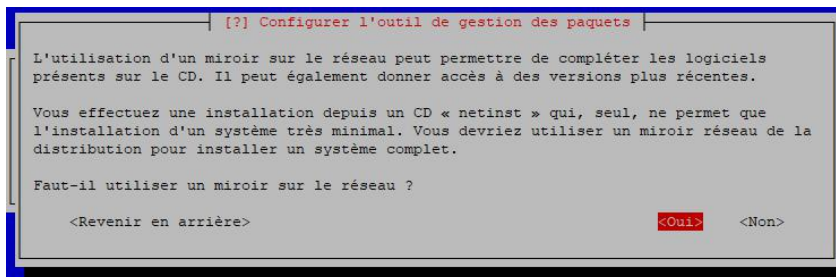 [?] Configurer l'outil de gestion des paquets
L'utilisation d'un miroir sur le réseau peut permettre de compléter les logiciels
présents sur le CD. Il peut également donner accès à des versions plus récentes.
Vous effectuez une installation depuis un CD « netinst » qui, seul, ne permet que
l'installation d'un système très minimal. Vous devriez utiliser un miroir réseau de la
distribution pour installer un système complet.
Faut-il utiliser un miroir sur le réseau ?
<Revenir en arrière> <Oui> <Non>